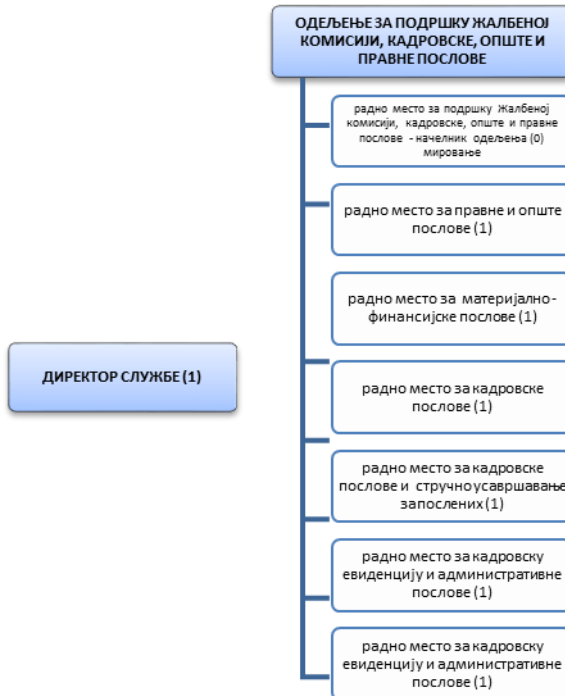 ОДЕЉЕЊЕ ЗА ПОДРШКУ ЖАЛБЕНОЈ
КОМИСИЈИ, КАДРОВСКЕ, ОПШТЕ И
ПРАВНЕ ПОСЛОВЕ
радно место за подршку Жалбеној
комисији, кадровске, опште и правне
послове - начелник одељења (0)
мировање
радно место за правне и опште
послове (1)
радно место за материјално-
финансијске послове (1)
ДИРЕКТОР СЛУЖБЕ (1)
радно место за кадровске
послове (1)
радно место за кадровске
послове и стручно усавршавање
запослених (1)
радно место за кадровску
евиденцију и административне
послове (1)
радно место за кадровску
евиденцију и административне
послове (1)